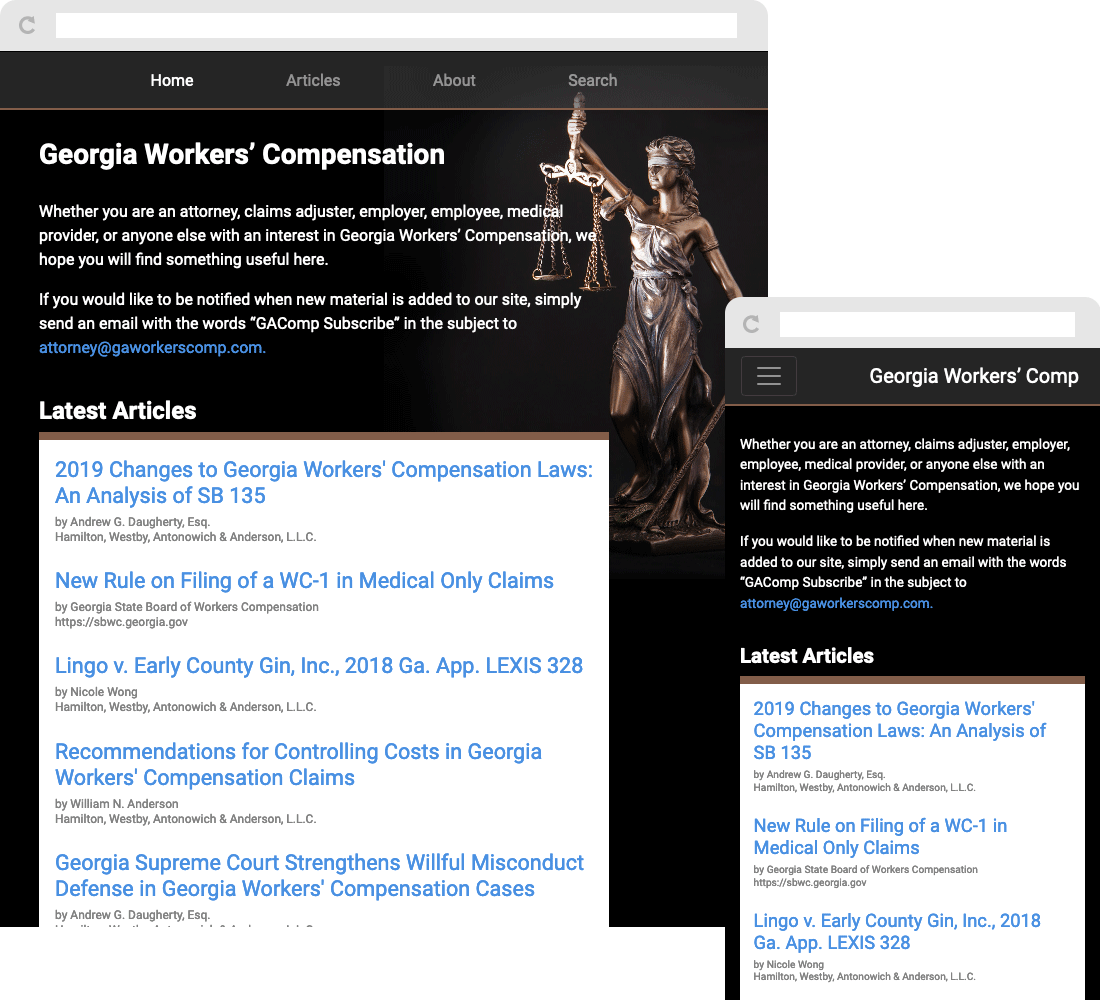 Home Articles About Search
Georgia Workers’ Compensation
Whether you are an attorney, claims adjuster, employer, employee, medical
provider, or anyone else with an interest in Georgia Workers’ Compensation, we
hope you will find something useful here.
If you would like to be notified when new material is added to our site, simply
send an email with the words “GAComp Subscribe” in the subject to
attorney@gaworkerscomp.com.
Latest Articles
2019 Changes to Georgia Workers' Compensation Laws:
An Analysis of SB 135
by Andrew G. Daugherty, Esq.
Hamilton, Westby, Antonowich & Anderson, L.L.C.
New Rule on Filing of a WC-1 in Medical Only Claims
by Georgia State Board of Workers Compensation
https://sbwc.georgia.gov
Lingo v. Early County Gin, Inc., 2018 Ga. App. LEXIS 328
by Nicole Wong
Hamilton, Westby, Antonowich & Anderson, L.L.C.
Recommendations for Controlling Costs in Georgia
Workers' Compensation Claims
by William N. Anderson
Hamilton, Westby, Antonowich & Anderson, L.L.C.
Georgia Supreme Court Strengthens Willful Misconduct
Defense in Georgia Workers' Compensation Cases
by Andrew G. Daugherty, Esq.
Georgia Workers’ Comp
Whether you are an attorney, claims adjuster, employer,
employee, medical provider, or anyone else with an
interest in Georgia Workers’ Compensation, we hope you
will find something useful here.
If you would like to be notified when new material is
added to our site, simply send an email with the words
“GAComp Subscribe” in the subject to
attorney@gaworkerscomp.com.
Latest Articles
2019 Changes to Georgia Workers'
Compensation Laws: An Analysis of
SB 135
by Andrew G. Daugherty, Esq.
Hamilton, Westby, Antonowich & Anderson, L.L.C.
New Rule on Filing of a WC-1 in
Medical Only Claims
by Georgia State Board of Workers Compensation
https://sbwc.georgia.gov
Lingo v. Early County Gin, Inc., 2018
Ga. App. LEXIS 328
by Nicole Wong
Hamilton, Westby, Antonowich & Anderson, L.L.C.